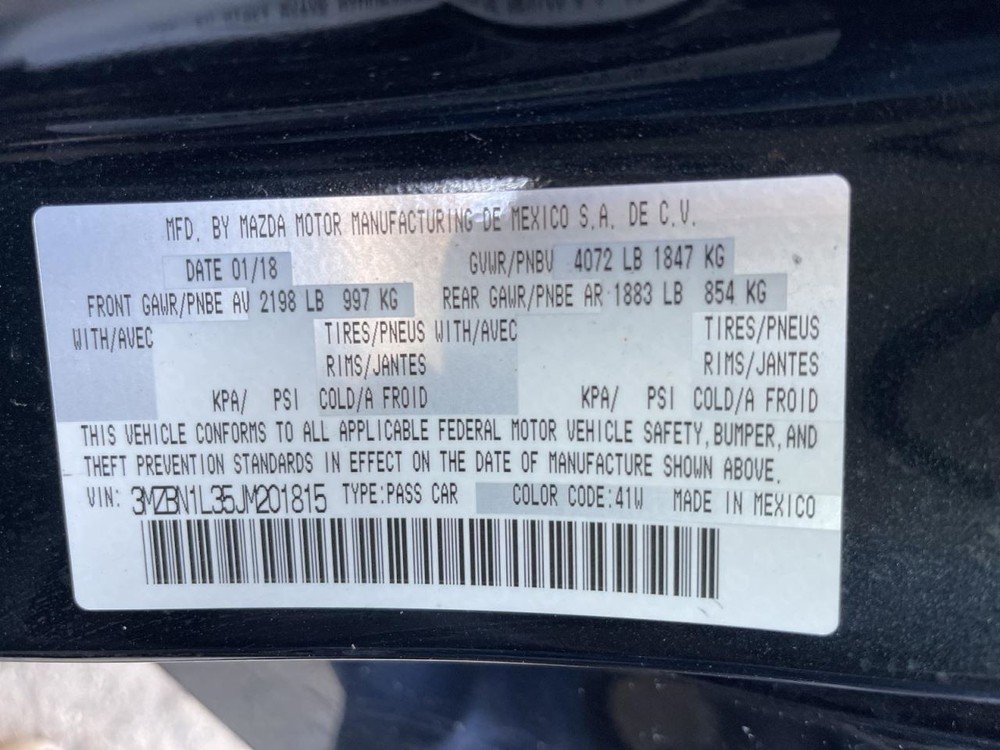 MFD. BY MAZDA MOTOR MANUFACTURING DE MEXICO S.A. DE C.V.
DATE 01/18 GVWR/PNBV 4072 LB 1847 KG
FRONT GAWR/PNBE AV 2198 LB 997 KG REAR GAWR/PNBE AR 1883 LB 854 KG
WITH/AVEC TIRES/PNEUS WITH/AVEC TIRES/PNEUS
RIMS/JANTES RIMS/JANTES
KPA/ PSI COLD/A FROID KPA/ PSI COLD/A FROID
THIS VEHICLE CONFORMS TO ALL APPLICABLE FEDERAL MOTOR VEHICLE SAFETY, BUMPER, AND
THEFT PREVENTION STANDARDS IN EFFECT ON THE DATE OF MANUFACTURE SHOWN ABOVE.
VIN: 3MZBN1L35JM201815 TYPE:PASS CAR COLOR CODE:41W MADE IN MEXICO